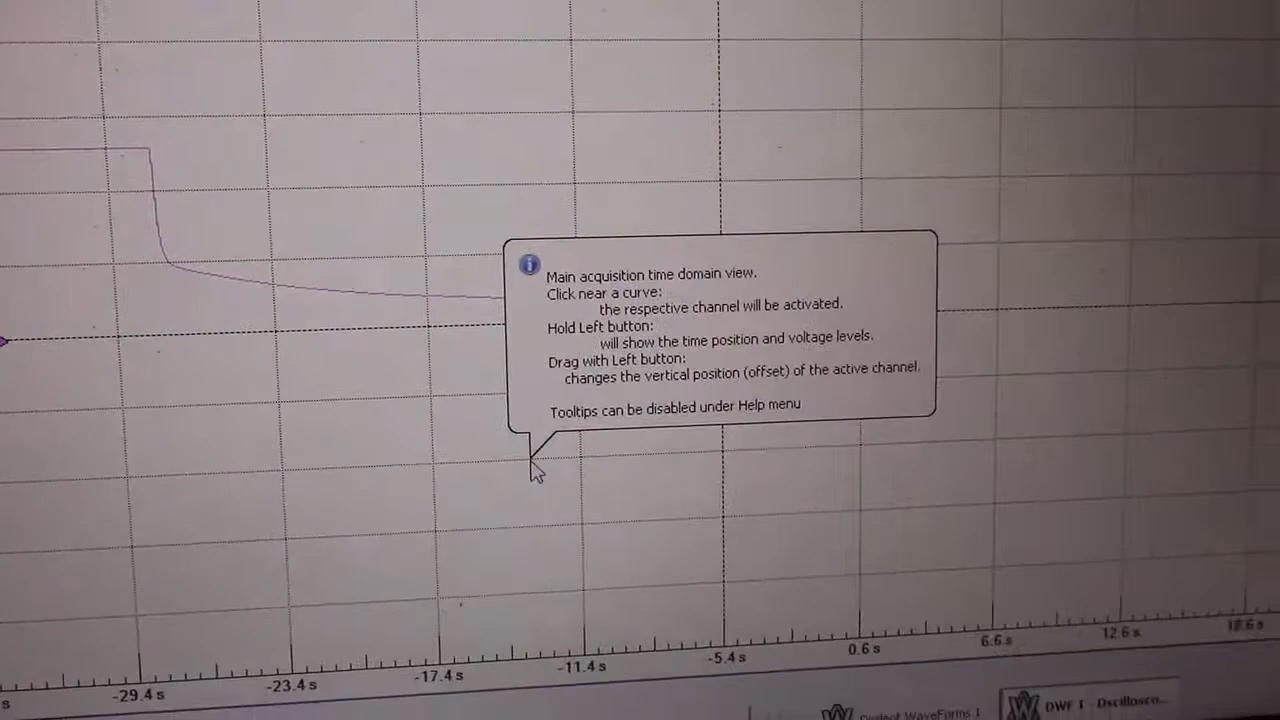 Main acquisition time domain view.
Click near a curve:
the respective channel will be activated.
Hold Left button:
will show the time position and voltage levels.
Drag with Left button:
changes the vertical position (offset) of the active channel.
Tooltips can be disabled under Help menu
s -29.4 s -23.4 s -17.4 s -11.4 s -5.4 s 0.6 s 6.6 s 12.6 s 18.6 s
WaveForms 1 DWF 1 - Oscillosco...